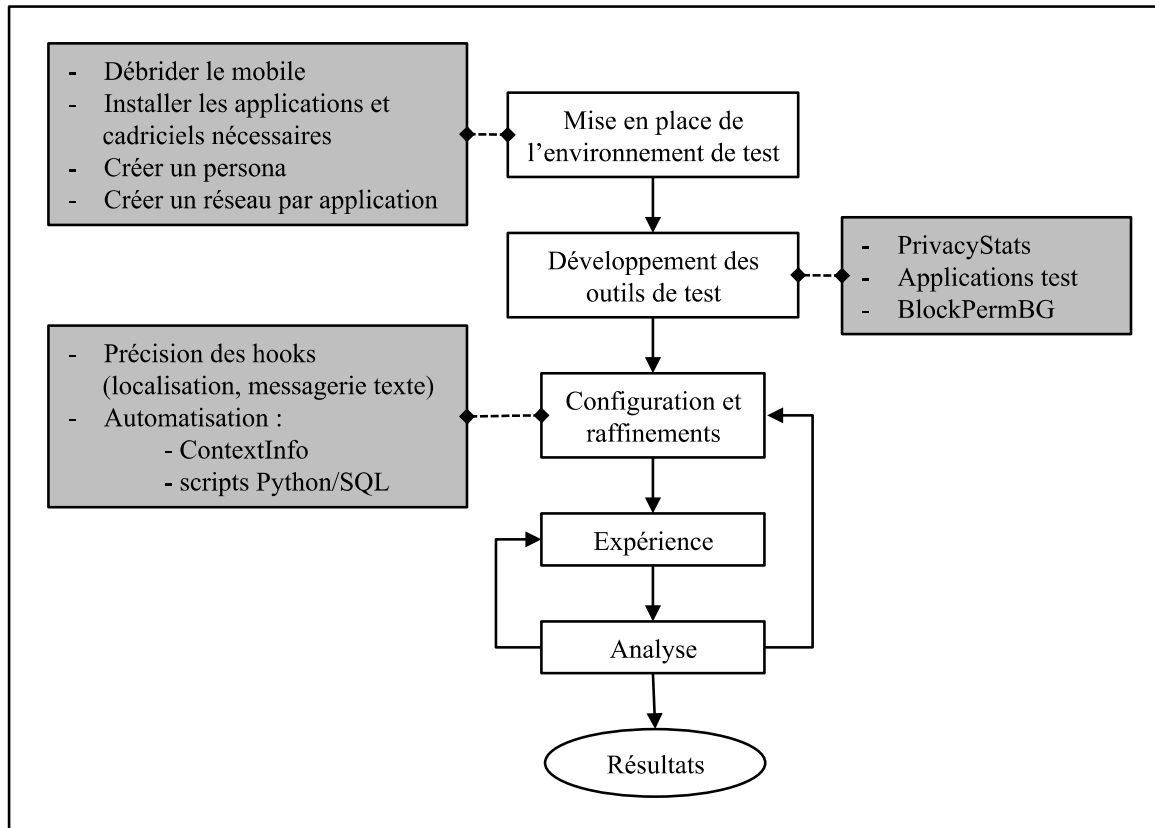 - Débrider le mobile
- Installer les applications et
cadriciels nécessaires
- Créer un persona
- Créer un réseau par application
Mise en place de
l’environnement de test
Développement des
outils de test
- PrivacyStats
- Applications test
- BlockPermBG
- Précision des hooks
(localisation, messagerie texte)
- Automatisation :
- ContextInfo
- scripts Python/SQL
Configuration et
raffinements
Expérience
Analyse
Résultats